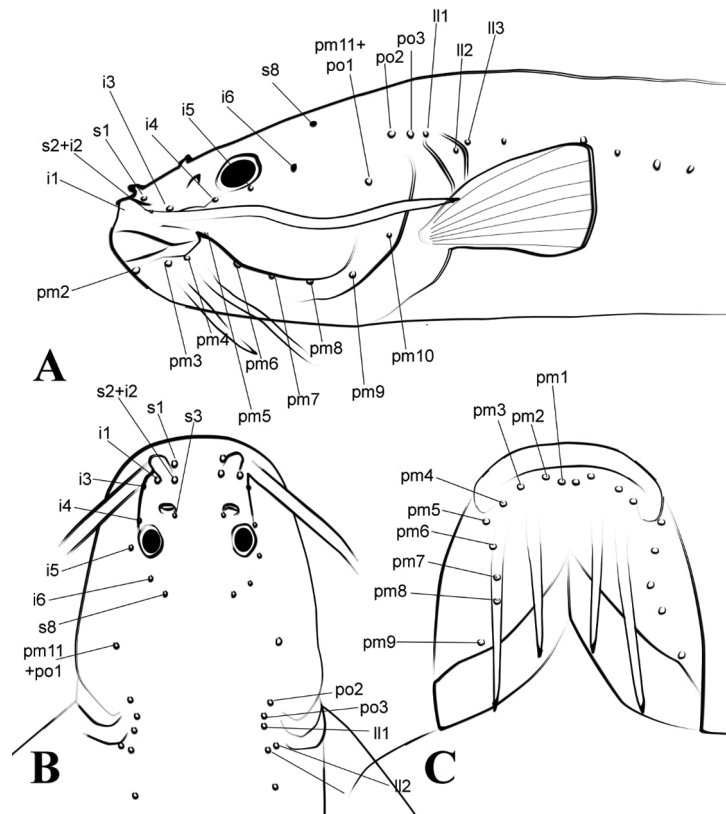 ll1
po3
ll3
pm11+
po1
po2
ll2
s8
i3
i6
i5
s1
i4
s2+i2
i1
pm2
pm3
pm4
pm6
pm8
pm10
pm9
pm7
pm5
A
s2+i2
s1
s3
i1
i3
i4
i5
i6
s8
pm11
+po1
po2
po3
ll1
ll2
B
pm1
pm3
pm2
pm4
pm5
pm6
pm7
pm8
pm9
C